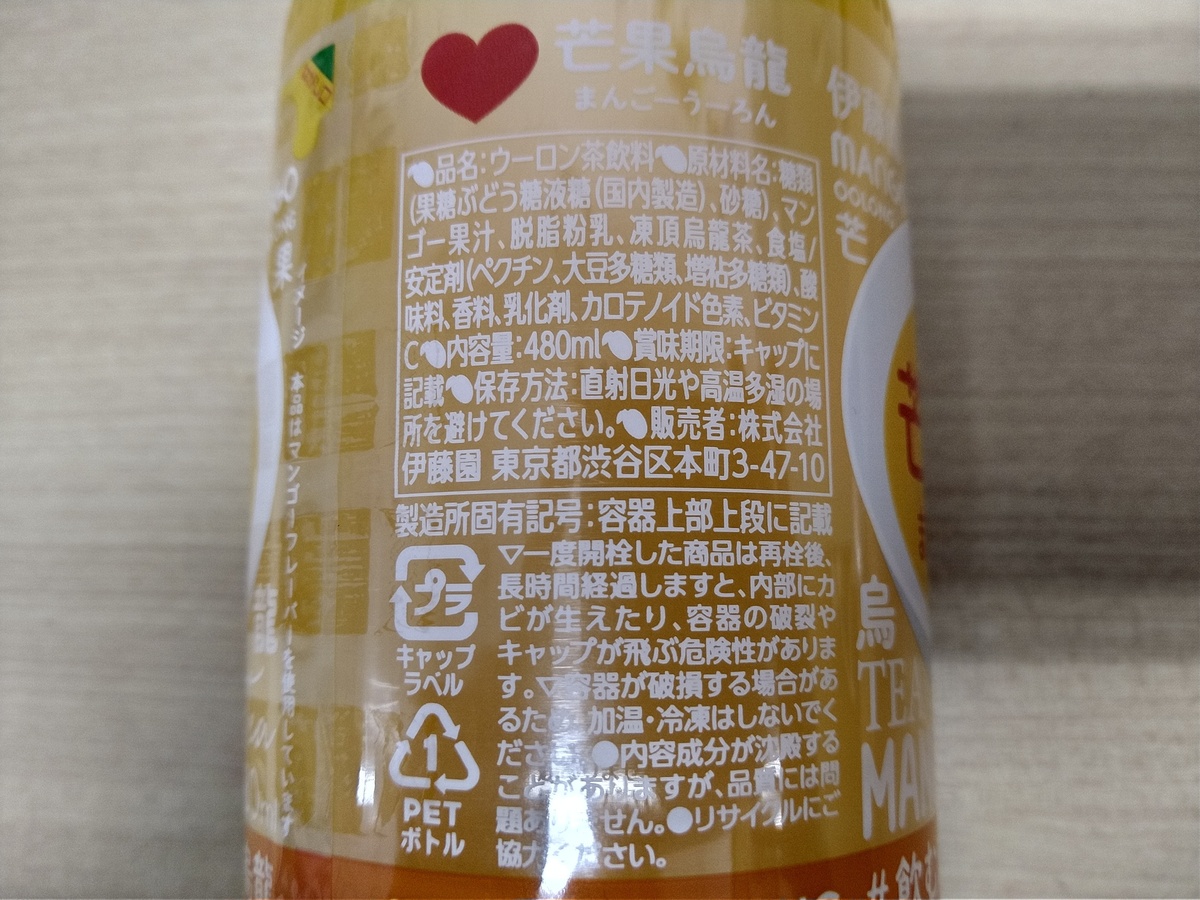 芒果烏龍
まんごーうーろん
品名:ウーロン茶飲料 原材料名:糖類
(果糖ぶどう糖液糖(国内製造)、砂糖)、マン
ゴー果汁、脱脂粉乳、凍頂烏龍茶、食塩/
安定剤(ペクチン、大豆多糖類、増粘多糖類)、酸
味料、香料、乳化剤、カロテノイド色素、ビタミン
C 内容量:480ml 賞味期限:キャップに
記載 保存方法:直射日光や高温多湿の場
所を避けてください。 販売者:株式会社
伊藤園 東京都渋谷区本町3-47-10
製造所固有記号:容器上部上段に記載
プラ
キャップ
ラベル
1
PET
ボトル
▽一度開栓した商品は再栓後、
長時間経過しますと、内部にカ
ビが生えたり、容器の破裂や
キャップが飛ぶ危険性がありま
す。▽容器が破損する場合があ
るため、加温・冷凍はしないでく
ださい。●内容成分が沈殿する
ことがありますが、品質には問
題ありません。●リサイクルにご
協力ください。
イメージ 本品はマンゴーフレーバーを使用しています
果
龍
伊藤
MANG
OOLONG
芒
烏
TEA
MAN
#飲む